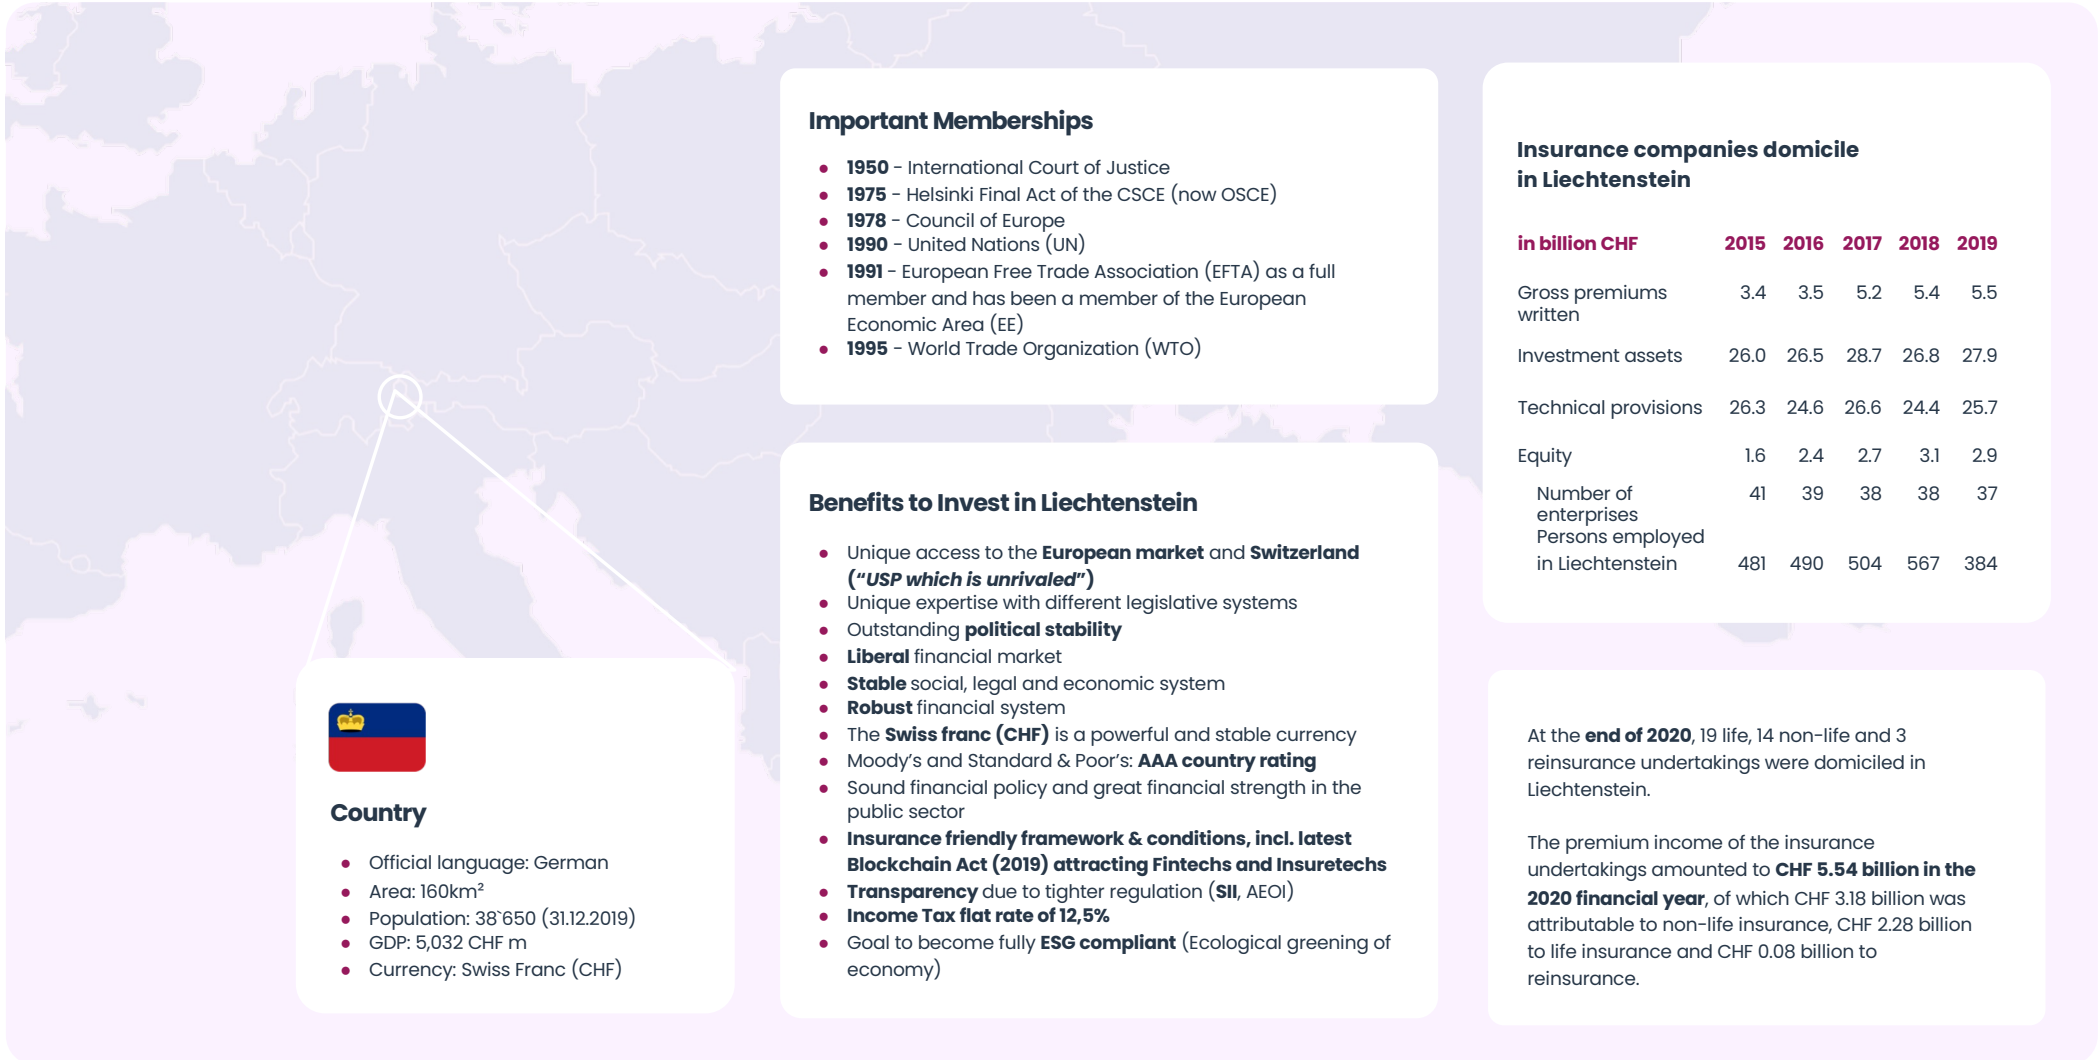 Important Memberships
1950 - International Court of Justice
1975 - Helsinki Final Act of the CSCE (now OSCE)
1978 - Council of Europe
1990 - United Nations (UN)
1991 - European Free Trade Association (EFTA) as a full
member and has been a member of the European
Economic Area (EE)
1995 - World Trade Organization (WTO)
Benefits to Invest in Liechtenstein
Unique access to the European market and Switzerland
(“USP which is unrivaled”)
Unique expertise with different legislative systems
Outstanding political stability
Liberal financial market
Stable social, legal and economic system
Robust financial system
The Swiss franc (CHF) is a powerful and stable currency
Moody’s and Standard & Poor’s: AAA country rating
Sound financial policy and great financial strength in the
public sector
Insurance friendly framework & conditions, incl. latest
Blockchain Act (2019) attracting Fintechs and Insuretechs
Transparency due to tighter regulation (SII, AEOI)
Income Tax flat rate of 12,5%
Goal to become fully ESG compliant (Ecological greening of
economy)
Country
Official language: German
Area: 160km²
Population: 38`650 (31.12.2019)
GDP: 5,032 CHF m
Currency: Swiss Franc (CHF)
Insurance companies domicile
in Liechtenstein
in billion CHF 2015 2016 2017 2018 2019
Gross premiums 3.4 3.5 5.2 5.4 5.5
written
Investment assets 26.0 26.5 28.7 26.8 27.9
Technical provisions 26.3 24.6 26.6 24.4 25.7
Equity 1.6 2.4 2.7 3.1 2.9
Number of 41 39 38 38 37
enterprises
Persons employed
in Liechtenstein 481 490 504 567 384
At the end of 2020, 19 life, 14 non-life and 3
reinsurance undertakings were domiciled in
Liechtenstein.
The premium income of the insurance
undertakings amounted to CHF 5.54 billion in the
2020 financial year, of which CHF 3.18 billion was
attributable to non-life insurance, CHF 2.28 billion
to life insurance and CHF 0.08 billion to
reinsurance.